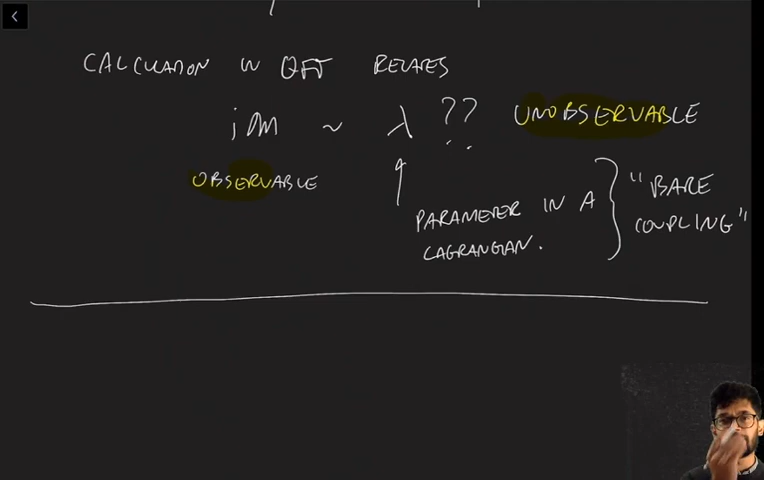 CALCULATION IN QFT RELATES
iM ~ λ ?? UNOBSERVABLE
OBSERVABLE
PARAMETER IN A "BARE
LAGRANGIAN. COUPLING"